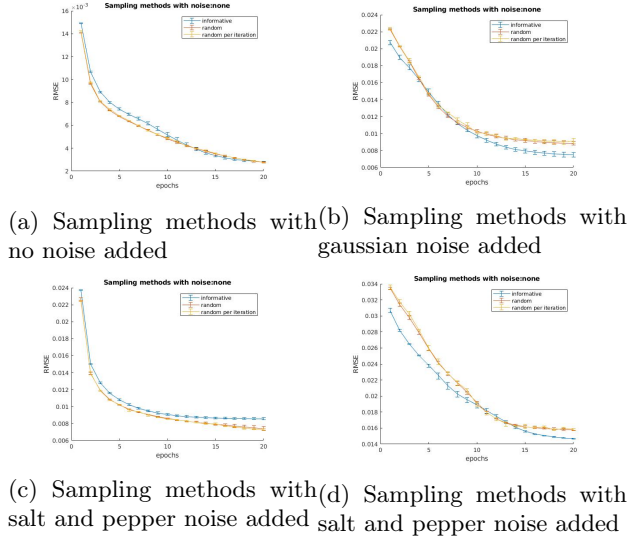 Sampling methods with noise:none
×10⁻³
16
14
12
10
8
6
4
2
RMSE
0
5
10
15
20
epochs
informative
random
random per iteration
Sampling methods with noise:none
0.024
0.022
0.02
0.018
0.016
0.014
0.012
0.01
0.008
0.006
RMSE
0
5
10
15
20
epochs
informative
random
random per iteration
(a) Sampling methods with
no noise added
(b) Sampling methods with
gaussian noise added
Sampling methods with noise:none
0.024
0.022
0.02
0.018
0.016
0.014
0.012
0.01
0.008
0.006
RMSE
0
5
10
15
20
epochs
informative
random
random per iteration
Sampling methods with noise:none
0.034
0.032
0.03
0.028
0.026
0.024
0.022
0.02
0.018
0.016
0.014
RMSE
0
5
10
15
20
epochs
informative
random
random per iteration
(c) Sampling methods with
salt and pepper noise added
(d) Sampling methods with
salt and pepper noise added